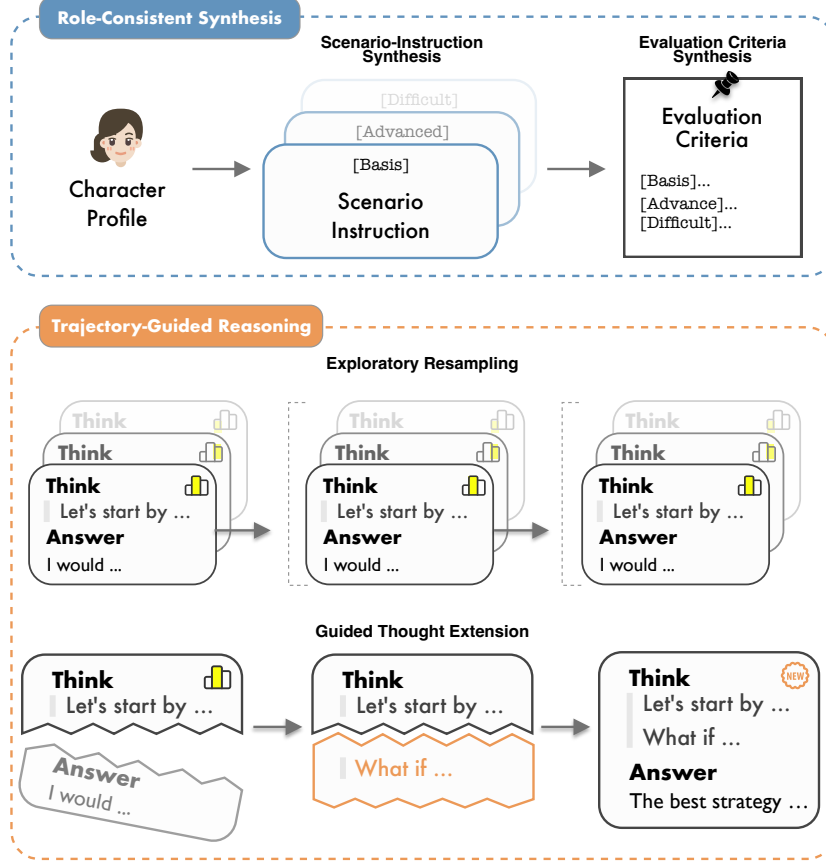 Role-Consistent Synthesis
Scenario-Instruction
Synthesis
Evaluation Criteria
Synthesis
Character
Profile
[Difficult]
[Advanced]
[Basis]
Scenario
Instruction
Evaluation
Criteria
[Basis]...
[Advance]...
[Difficult]...
Trajectory-Guided Reasoning
Exploratory Resampling
Think
Think
Think
Let's start by ...
Answer
I would ...
Think
Think
Think
Let's start by ...
Answer
I would ...
Think
Think
Think
Let's start by ...
Answer
I would ...
Guided Thought Extension
Think
Let's start by ...
Answer
I would ...
Think
Let's start by ...
What if ...
NEW
Think
Let's start by ...
What if ...
Answer
The best strategy ...